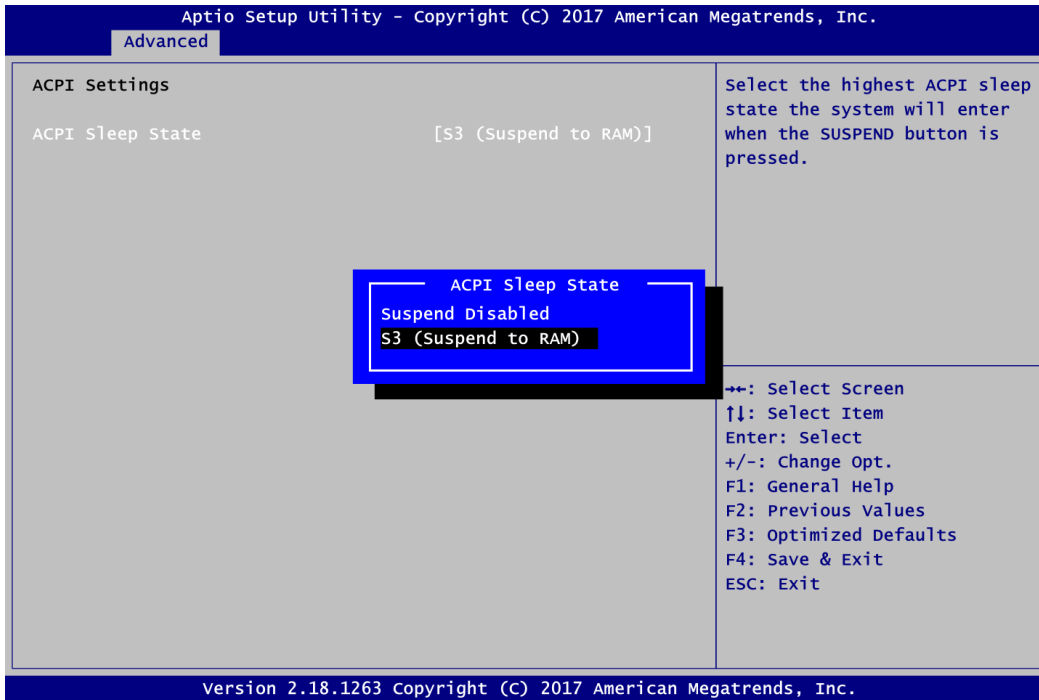 Aptio Setup Utility – Copyright (C) 2017 American Megatrends, Inc.
Advanced
ACPI Settings
ACPI Sleep State [S3 (Suspend to RAM)]
Select the highest ACPI sleep
state the system will enter
when the SUSPEND button is
pressed.
ACPI Sleep State
Suspend Disabled
S3 (Suspend to RAM)
→←: Select Screen
↑↓: Select Item
Enter: Select
+/-: Change Opt.
F1: General Help
F2: Previous Values
F3: Optimized Defaults
F4: Save & Exit
ESC: Exit
Version 2.18.1263 Copyright (C) 2017 American Megatrends, Inc.